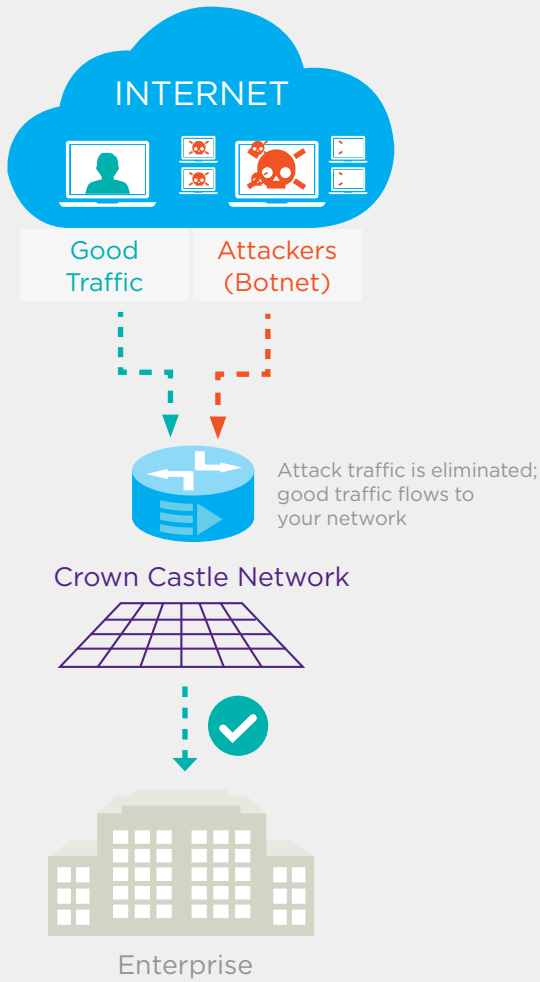 INTERNET
Good
Traffic
Attackers
(Botnet)
Attack traffic is eliminated;
good traffic flows to
your network
Crown Castle Network
Enterprise